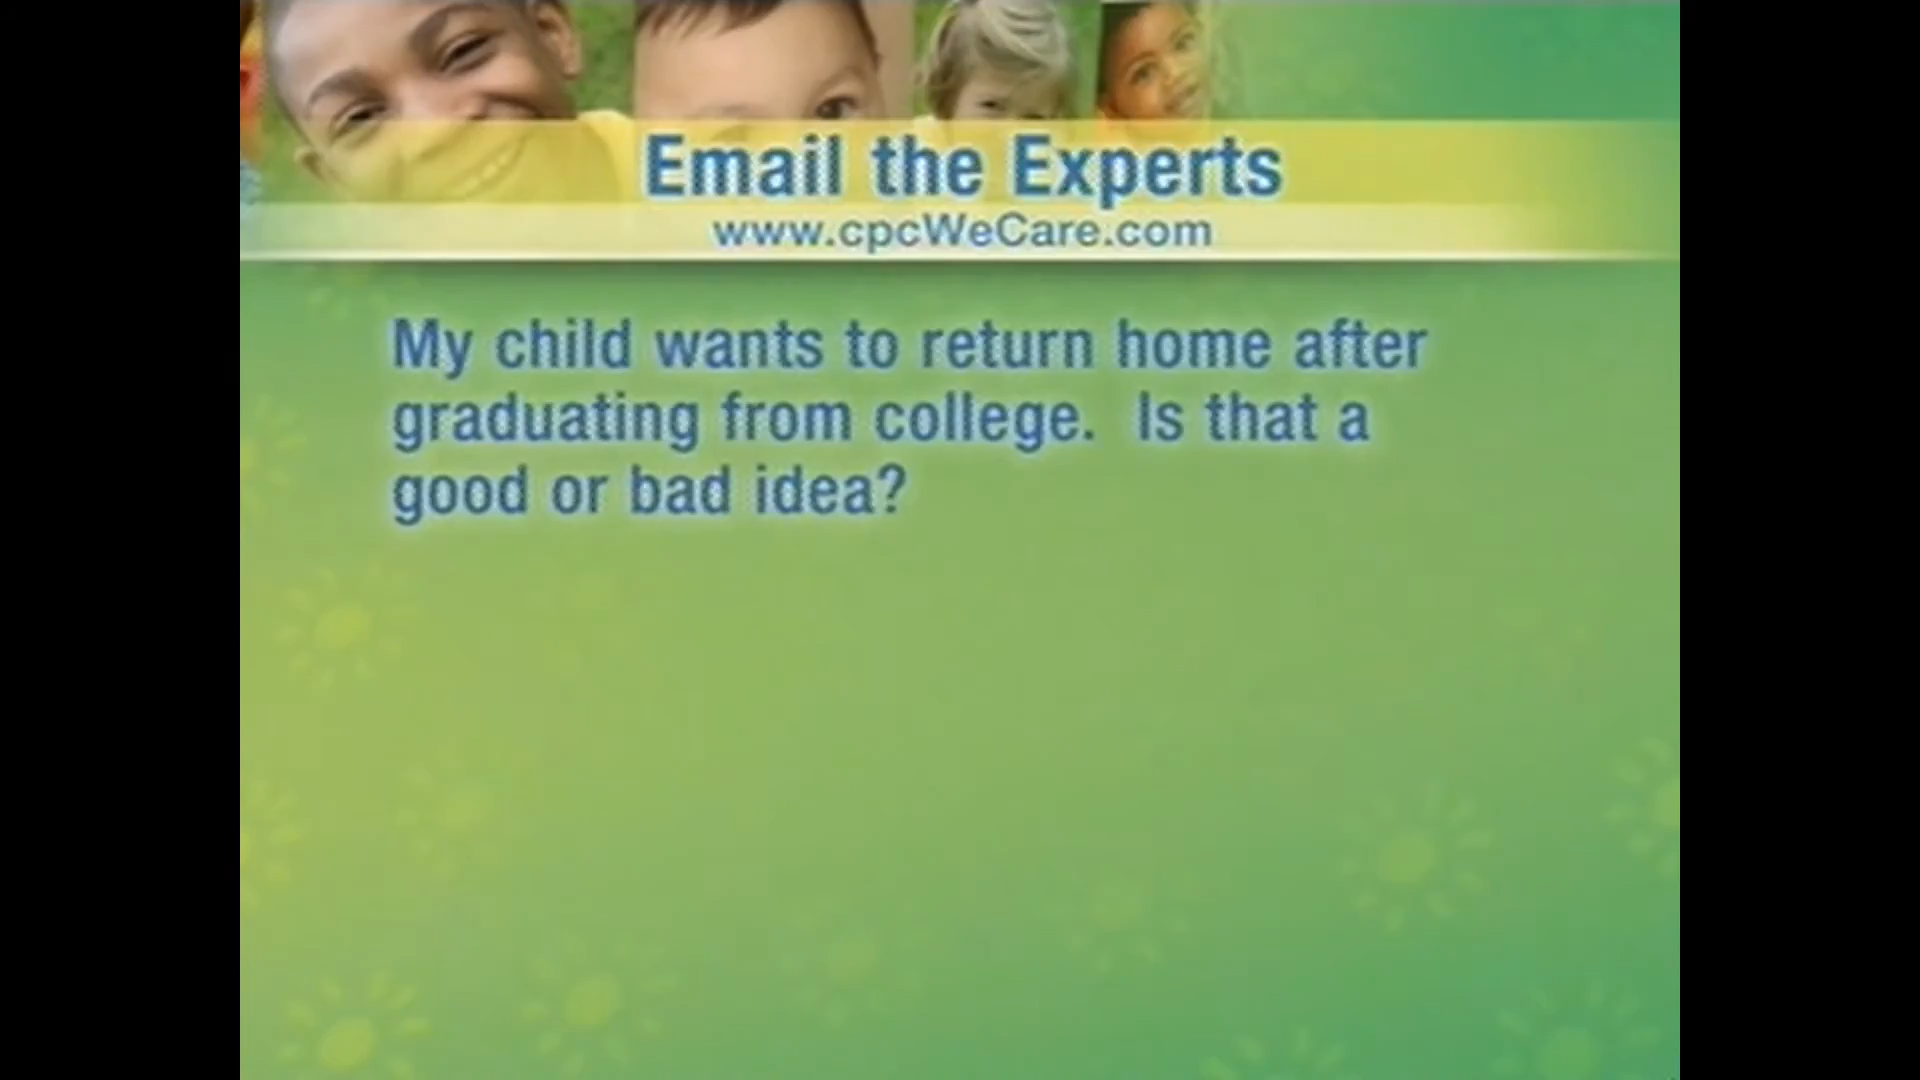 Email the Experts
www.cpcWeCare.com
My child wants to return home after
graduating from college.  Is that a
good or bad idea?